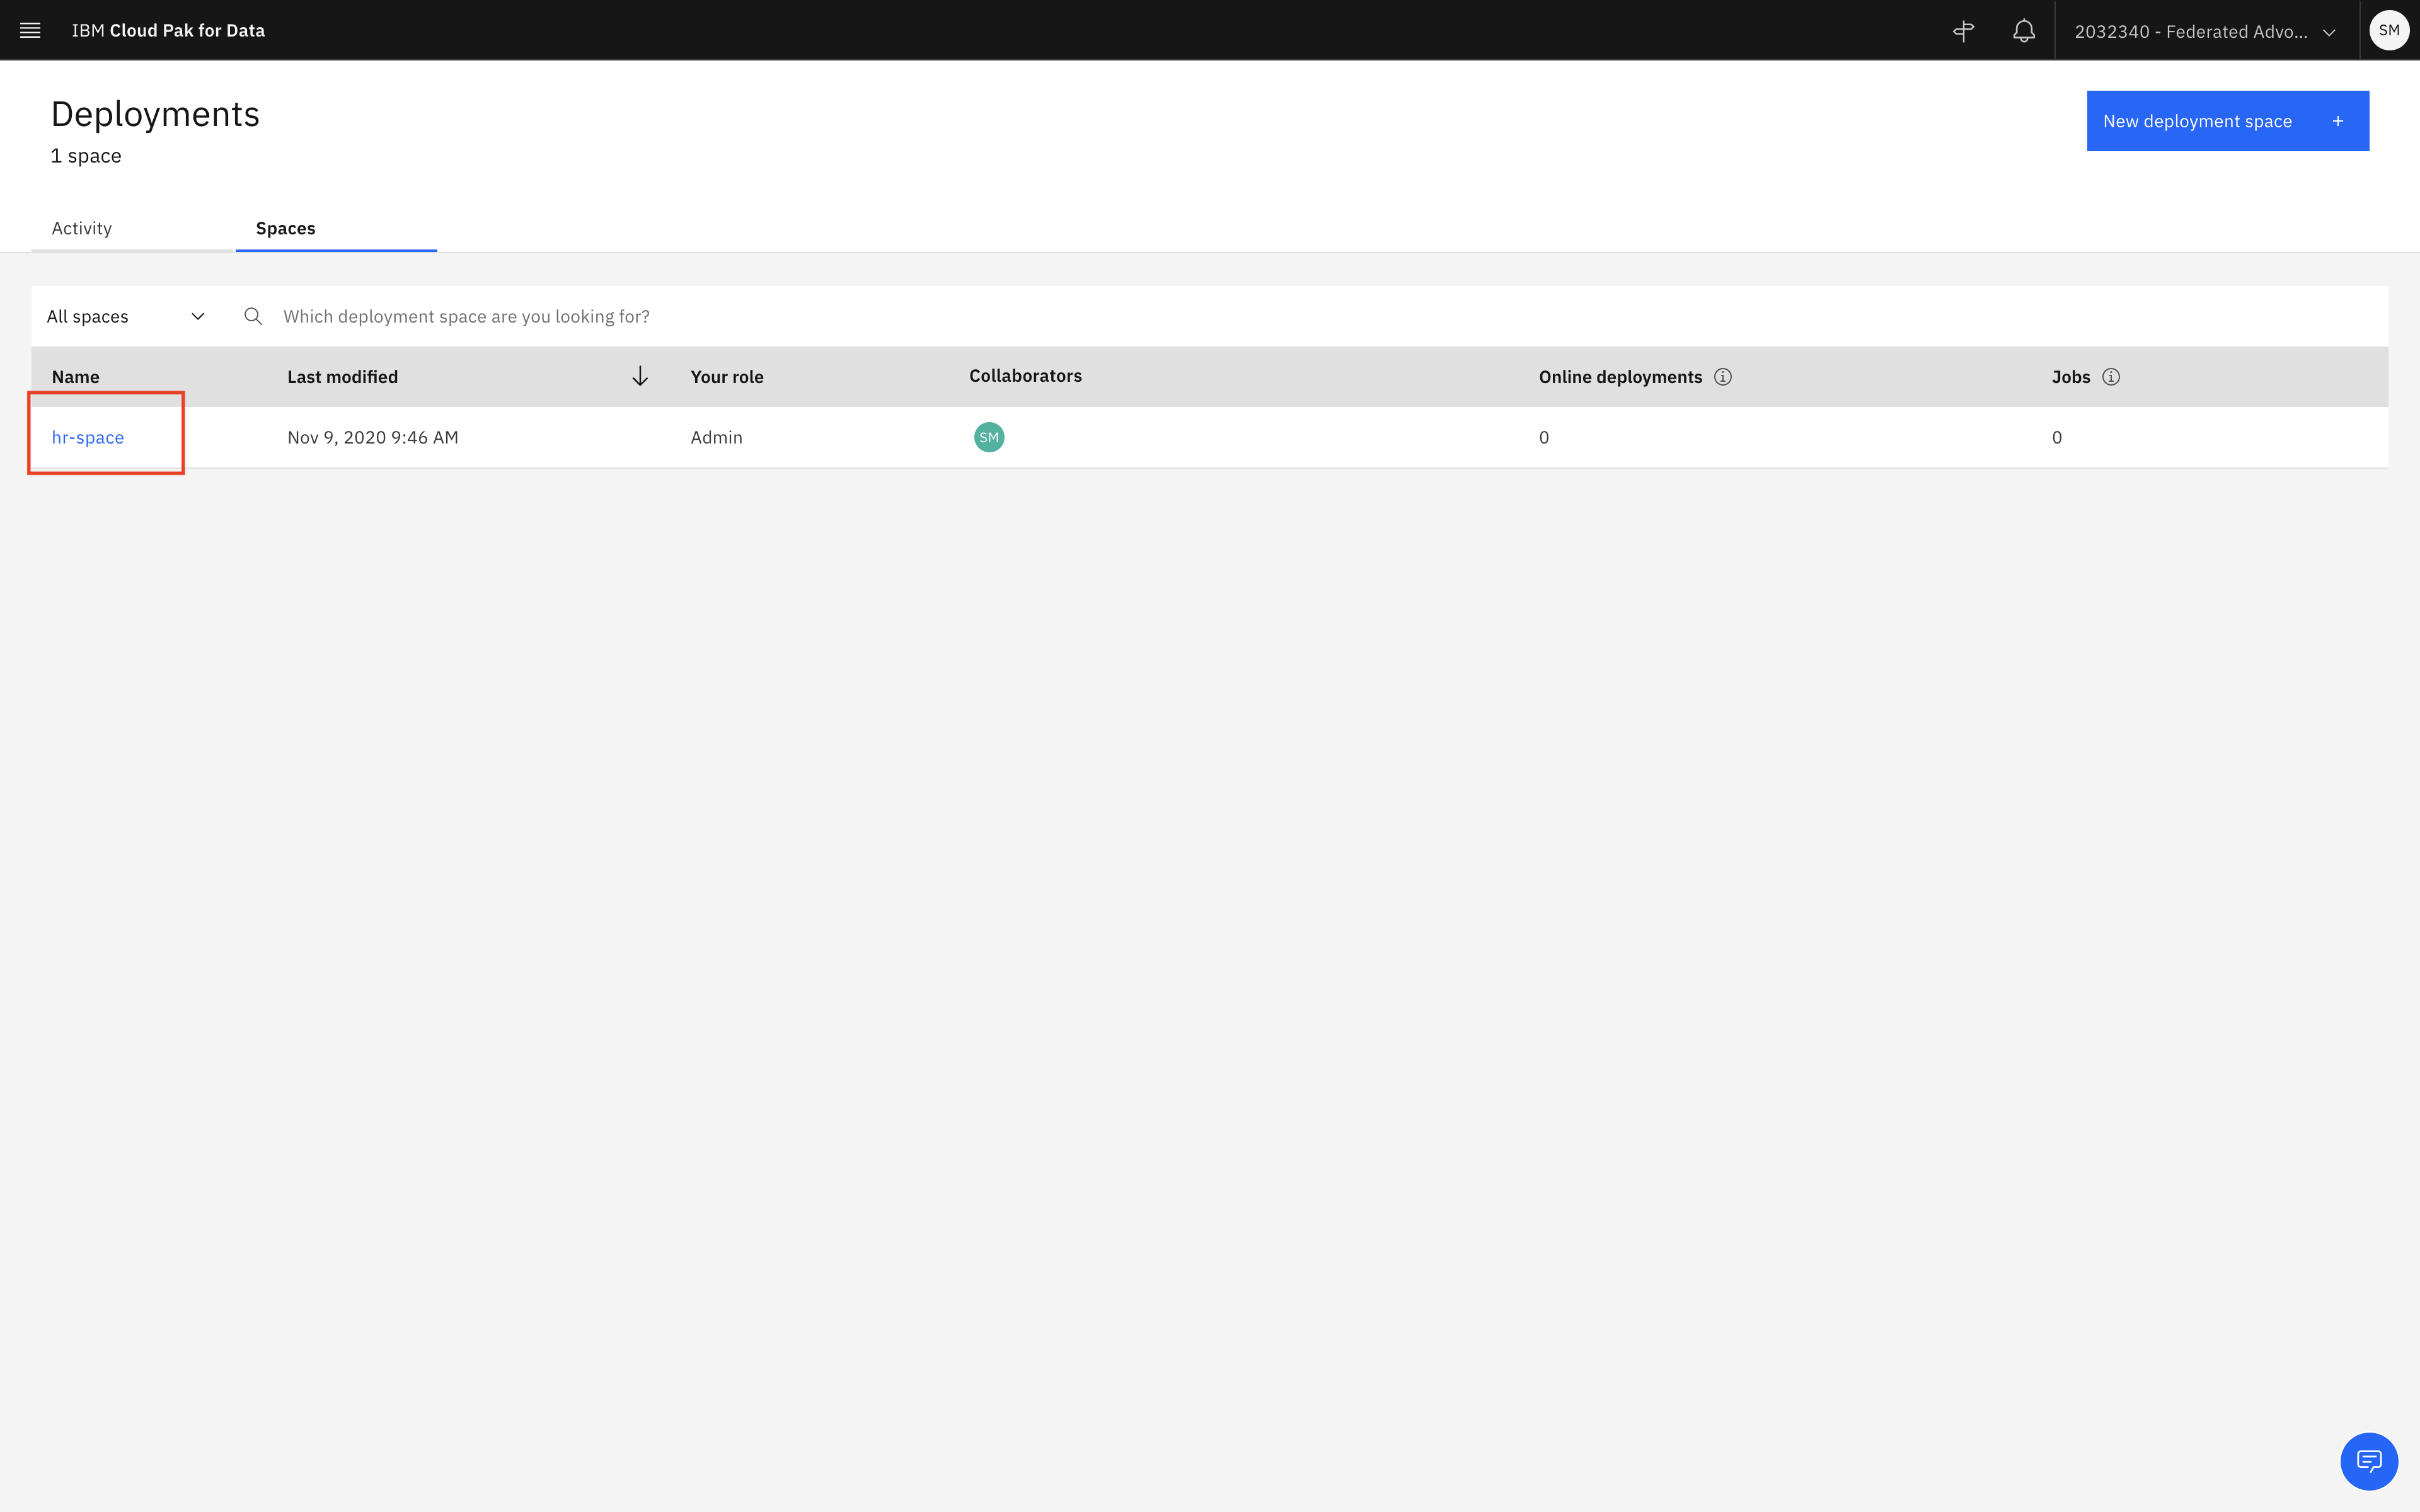 IBM Cloud Pak for Data
2032340 - Federated Advo...
SM
Deployments
1 space
New deployment space +
Activity
Spaces
All spaces
Which deployment space are you looking for?
Name Last modified Your role Collaborators Online deployments Jobs
hr-space Nov 9, 2020 9:46 AM Admin SM 0 0